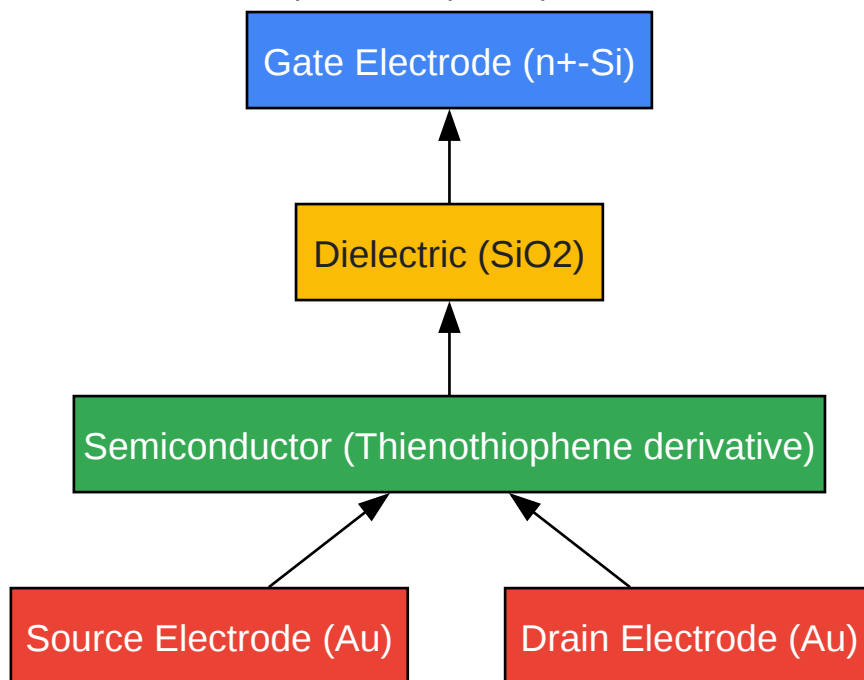 Gate Electrode (n+-Si)
Dielectric (SiO2)
Semiconductor (Thienothiophene derivative)
Source Electrode (Au)
Drain Electrode (Au)